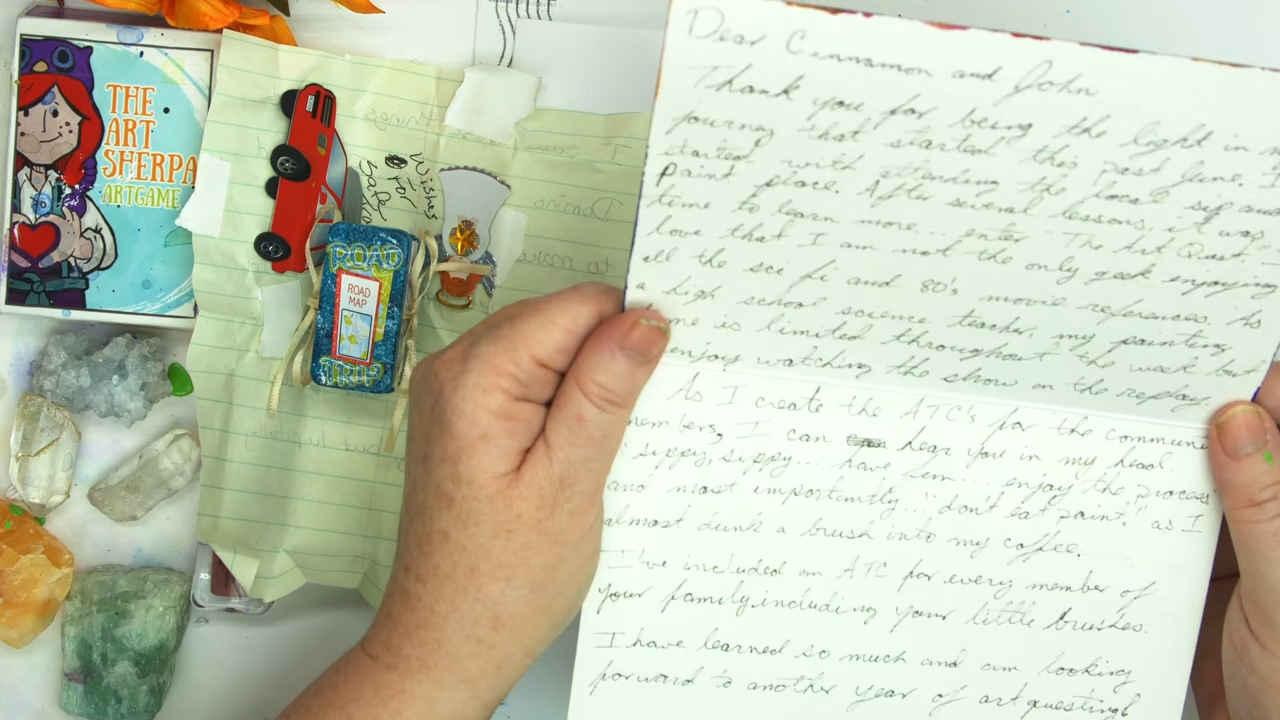 THE
ART
SHERPA
ARTGAME
Wishes
For
Safe
ROAD
ROAD
MAP
TRIP
I
things
Domino
to
Dear Cinnamon and John
Thank you for being the light in
journey that started this past June. I
started with attending the local sip and
paint place. After several lessons, it was
time to learn more... enter - The Art Quest. -
love that I am not the only geek enjoying
all the sci fi and 80's movie references. As
a high school science teacher, my painting
time is limited throughout the week but
enjoy watching the show on the replay.
As I create the ATC's for the commun
members, I can hear you in my head.
"Sippy, sippy... have fun... enjoy the process
and most importently... "don't eat paint." as I
almost dunk a brush into my coffee.
I've included an ATC for every member of
your family including your little brushes.
I have learned so much and am looking
forward to another year of art questing!